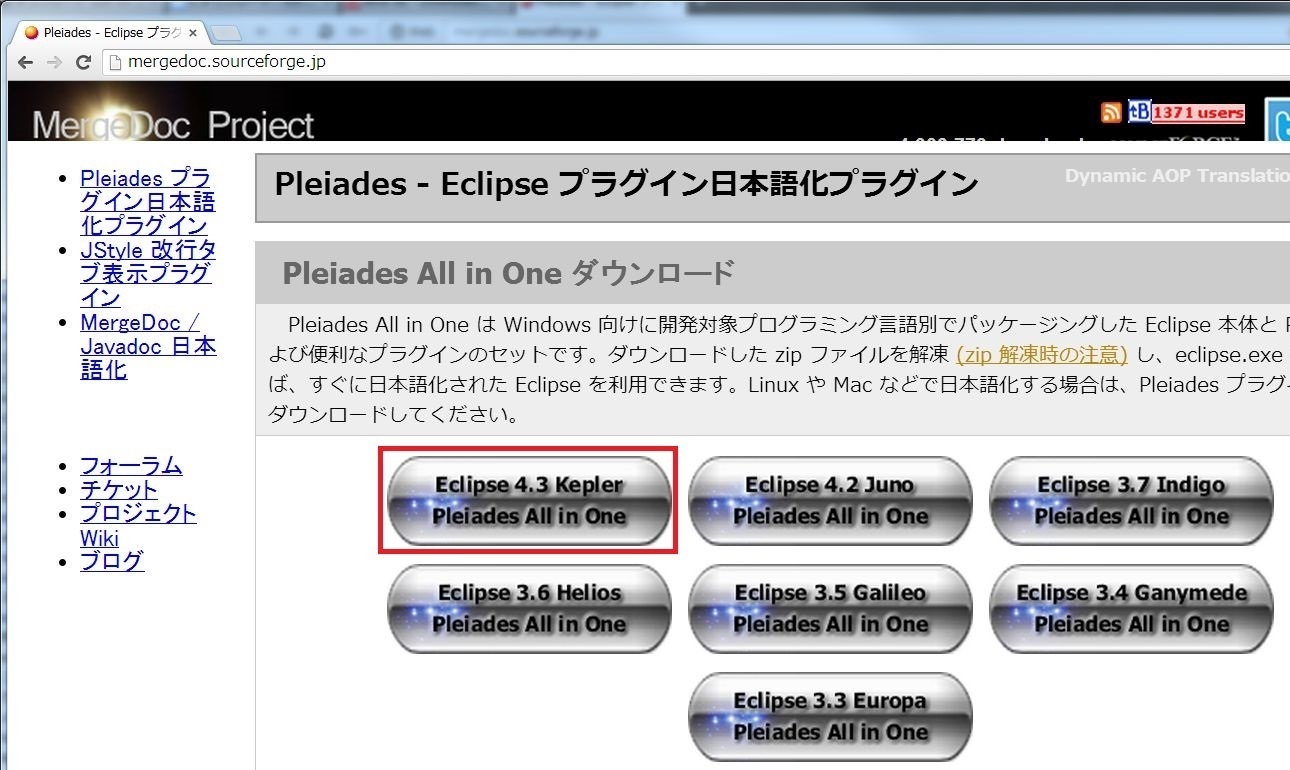 Pleiades - Eclipse プラグ
mergedoc.sourceforge.jp
MergeDoc Project
1371 users
Pleiades プラ
グイン日本語
化プラグイン
JStyle 改行タ
ブ表示プラグ
イン
MergeDoc /
Javadoc 日本
語化
フォーラム
チケット
プロジェクト
Wiki
ブログ
Pleiades - Eclipse プラグイン日本語化プラグイン
Dynamic AOP Translatio
Pleiades All in One ダウンロード
Pleiades All in One は Windows 向けに開発対象プログラミング言語別でパッケージングした Eclipse 本体と P
よび便利なプラグインのセットです。ダウンロードした zip ファイルを解凍 (zip 解凍時の注意) し、eclipse.exe
ば、すぐに日本語化された Eclipse を利用できます。Linux や Mac などで日本語化する場合は、Pleiades プラグイ
ダウンロードしてください。
Eclipse 4.3 Kepler
Pleiades All in One
Eclipse 4.2 Juno
Pleiades All in One
Eclipse 3.7 Indigo
Pleiades All in One
Eclipse 3.6 Helios
Pleiades All in One
Eclipse 3.5 Galileo
Pleiades All in One
Eclipse 3.4 Ganymede
Pleiades All in One
Eclipse 3.3 Europa
Pleiades All in One